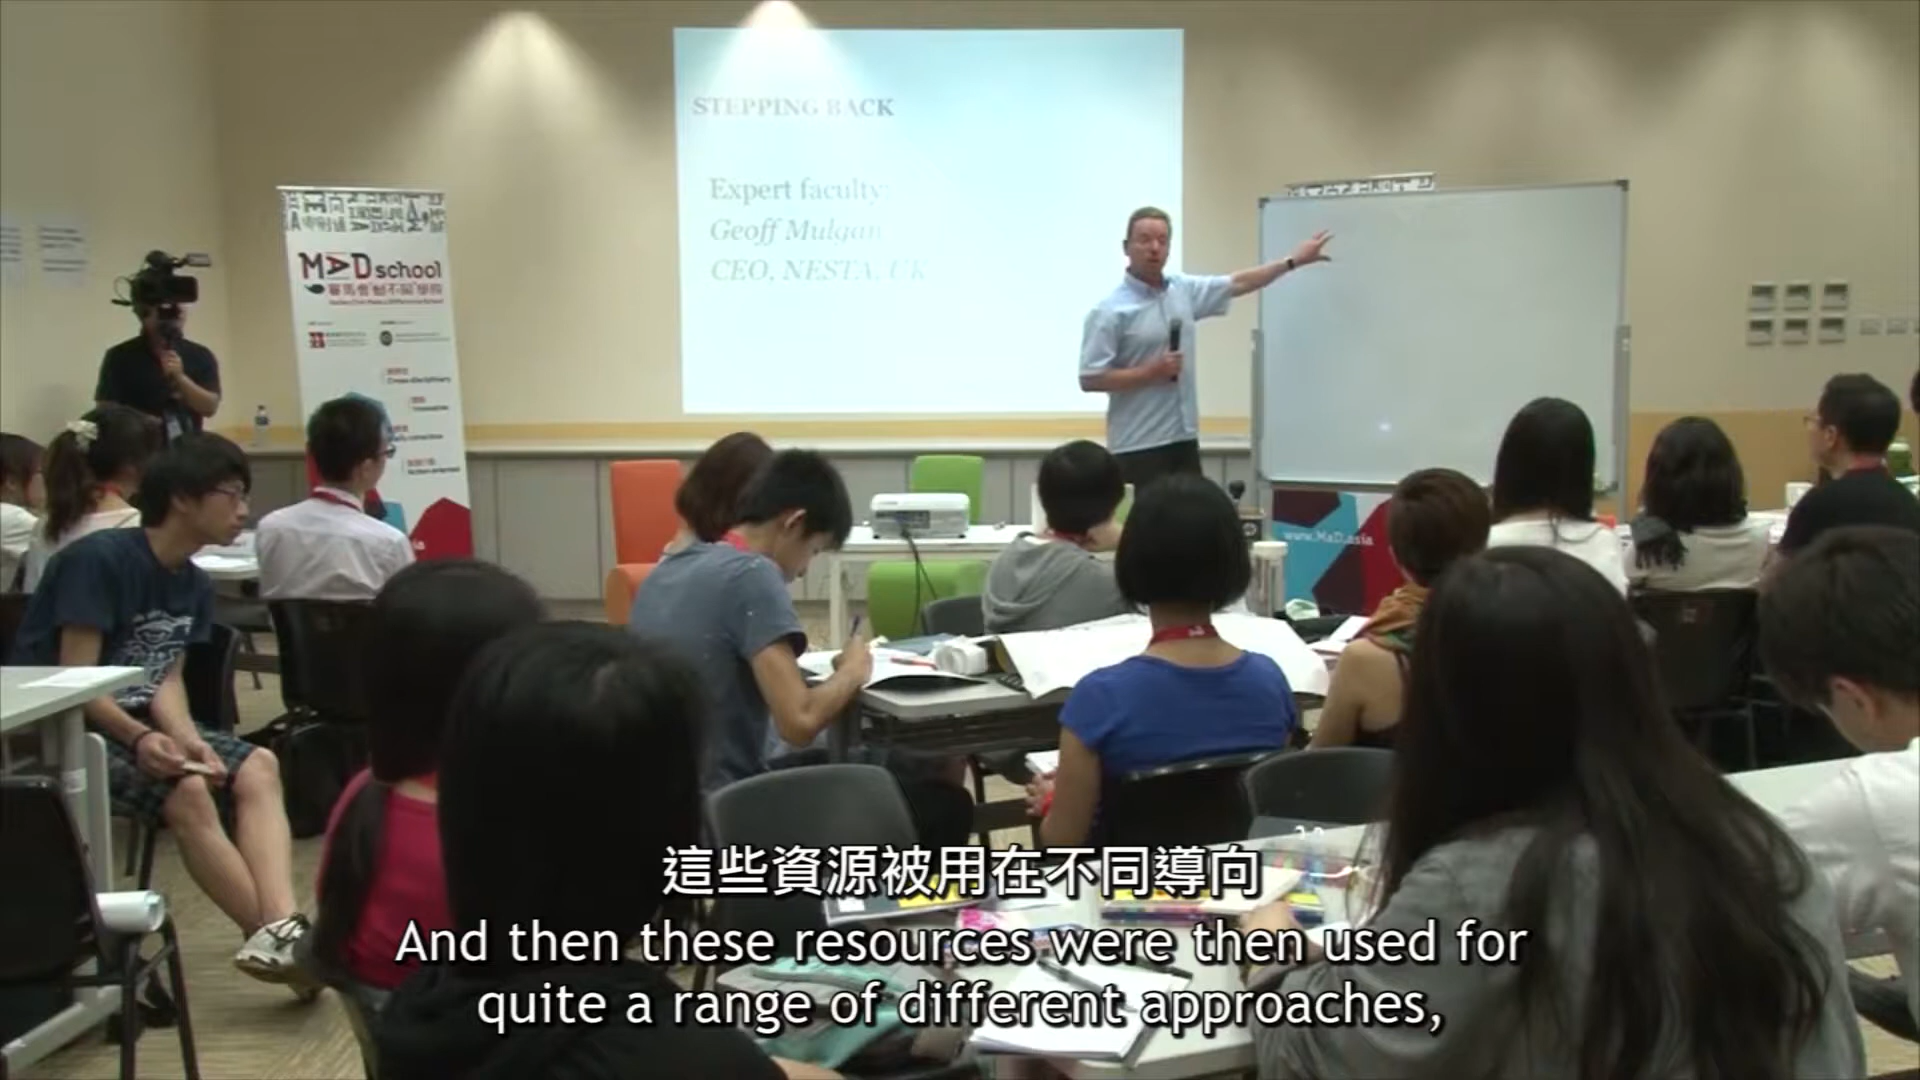 STEPPING BACK
Expert faculty:
Geoff Mulgan
CEO, NESTA, UK
MAD school
www.MaD.asia
這些資源被用在不同導向
And then these resources were then used for
quite a range of different approaches,